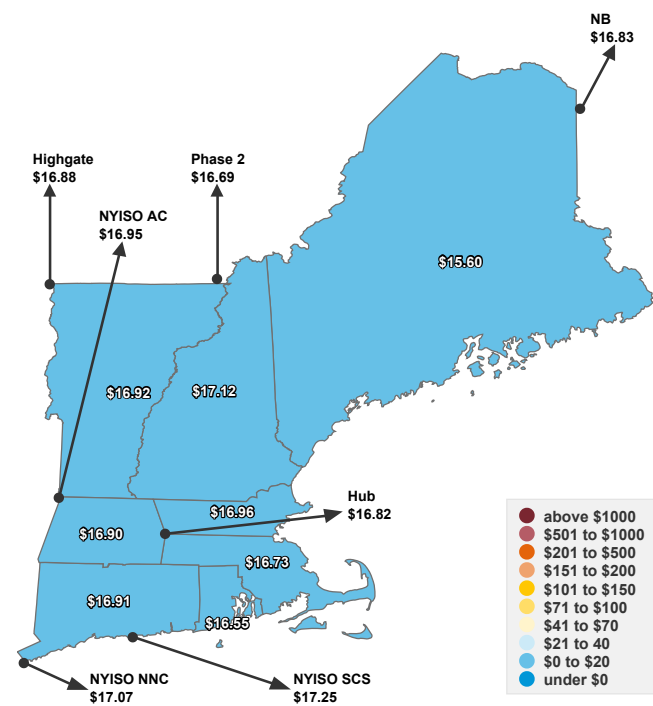 NB
$16.83
Highgate
$16.88
Phase 2
$16.69
NYISO AC
$16.95
$15.60
$16.92
$17.12
Hub
$16.82
$16.96
$16.90
$16.73
$16.91
$16.55
NYISO NNC
$17.07
NYISO SCS
$17.25
above $1000
$501 to $1000
$201 to $500
$151 to $200
$101 to $150
$71 to $100
$41 to $70
$21 to 40
$0 to $20
under $0